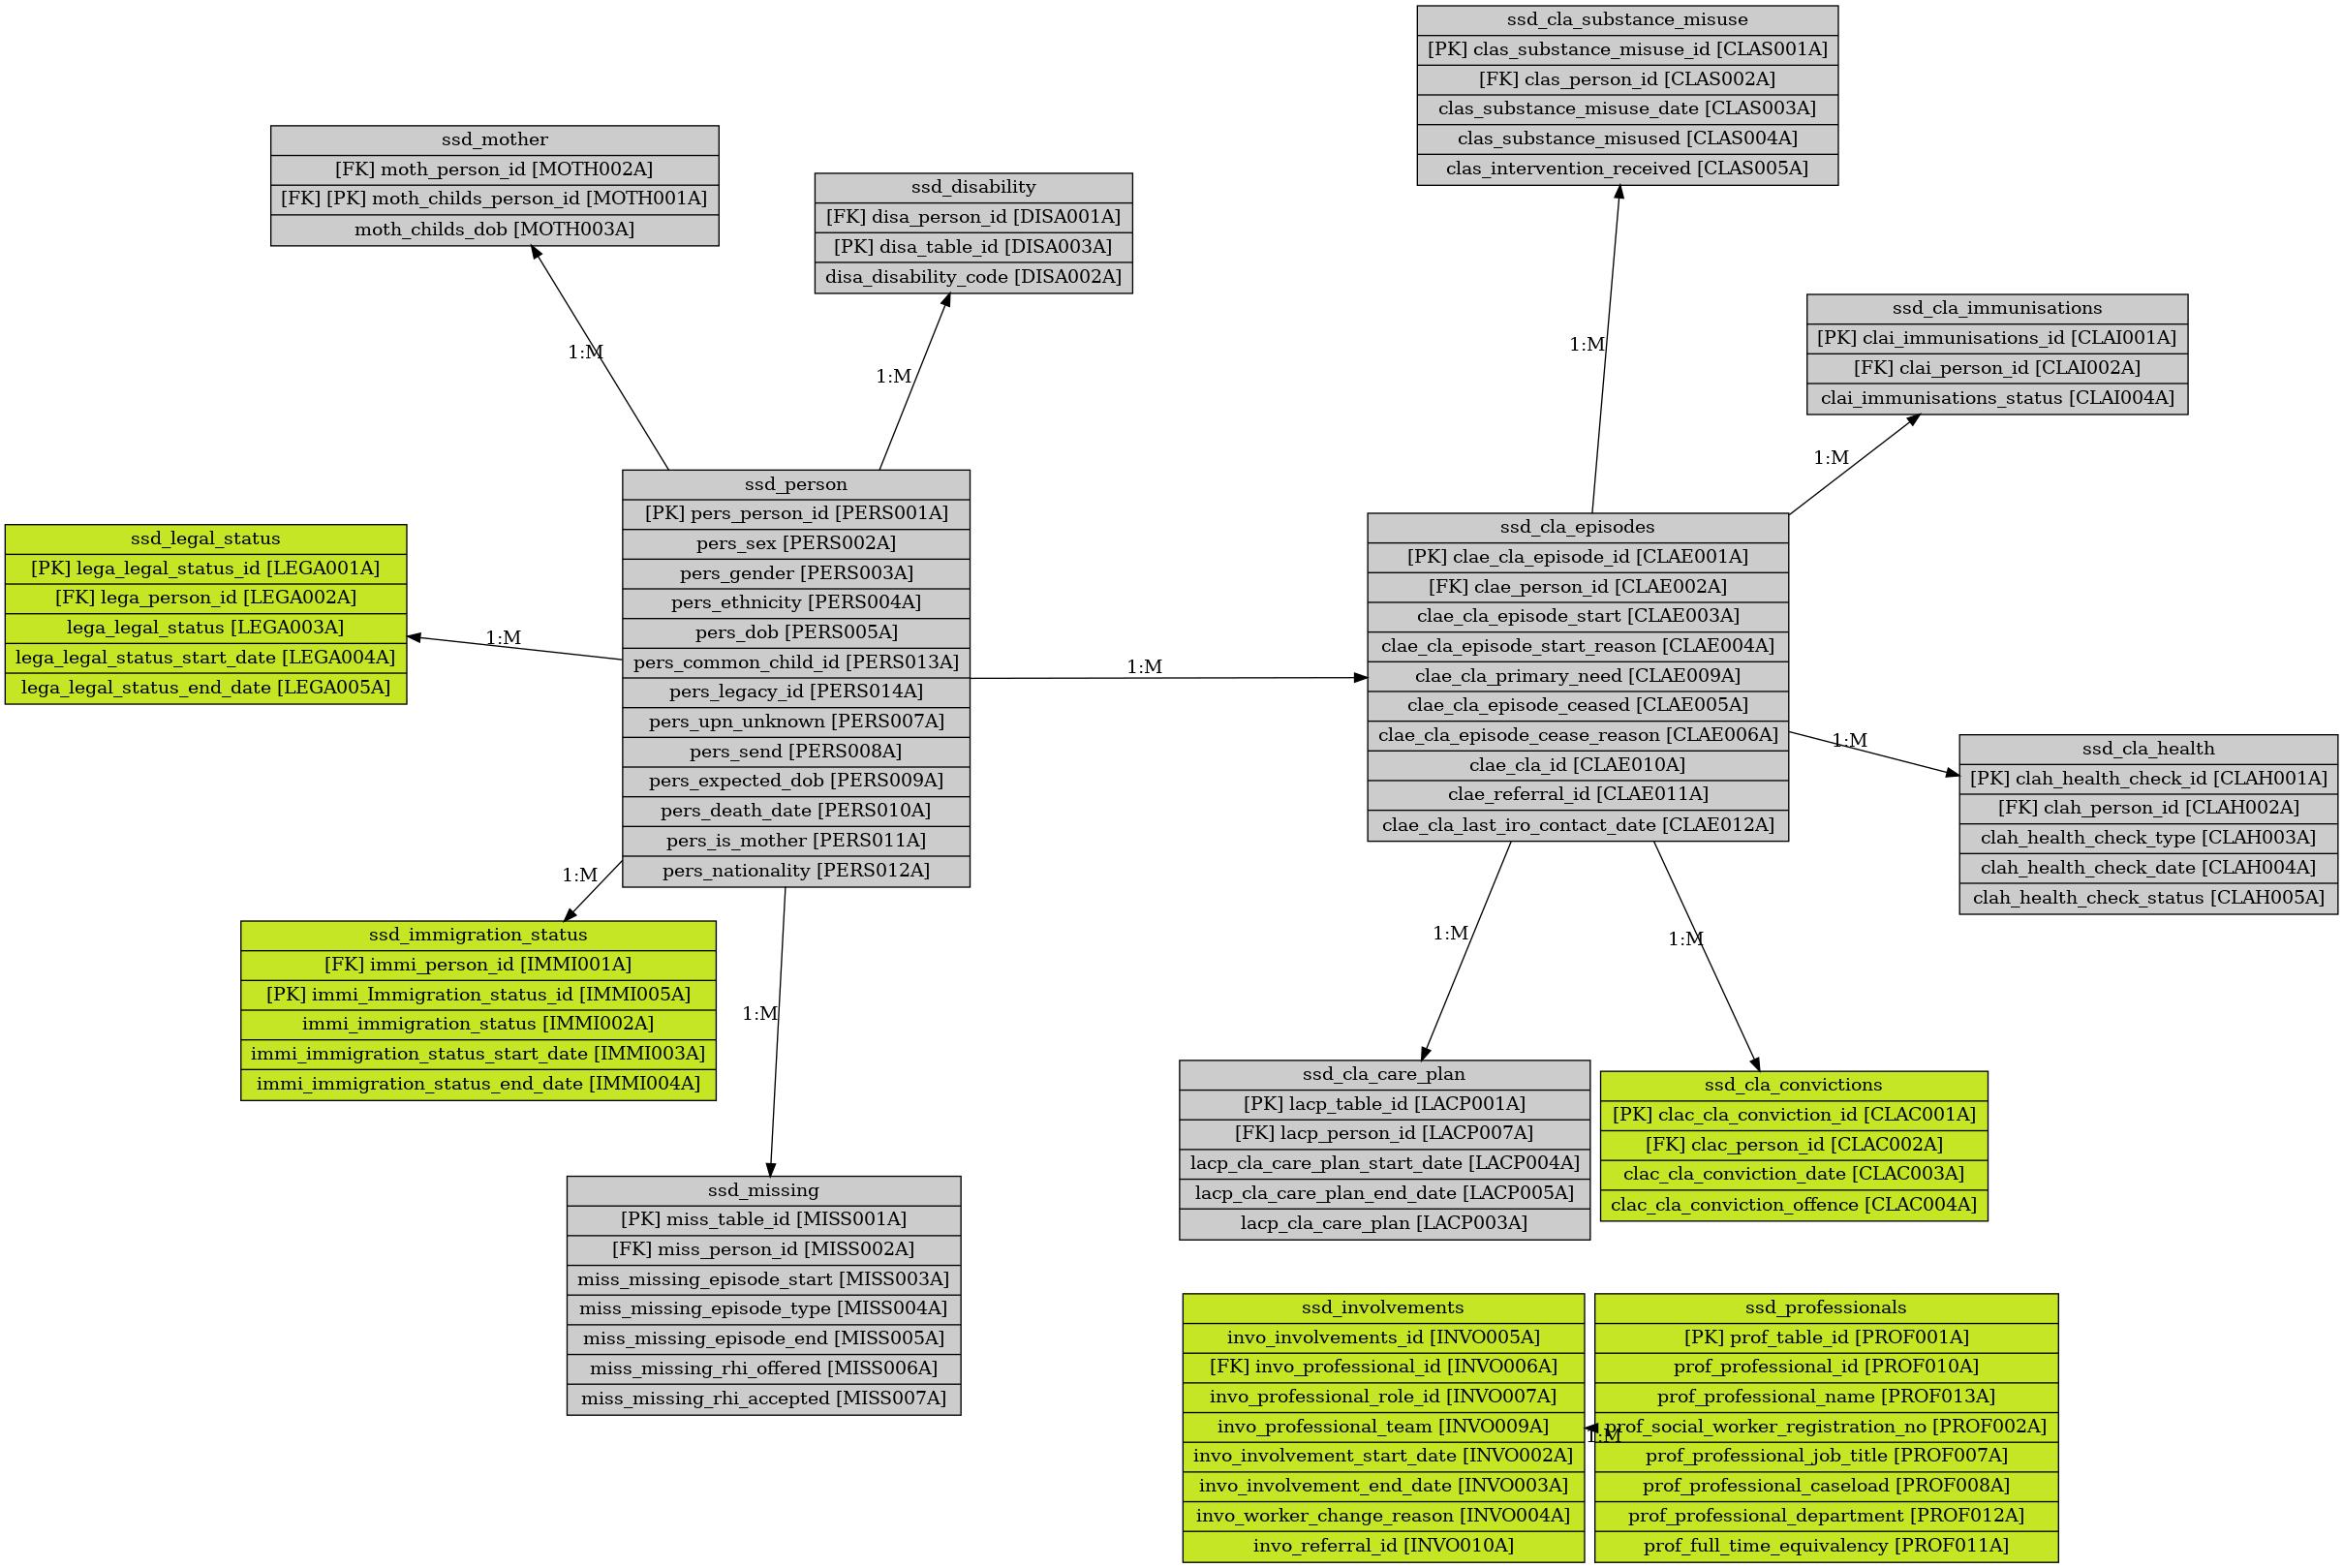 ssd_cla_substance_misuse
[PK] clas_substance_misuse_id [CLAS001A]
[FK] clas_person_id [CLAS002A]
clas_substance_misuse_date [CLAS003A]
clas_substance_misused [CLAS004A]
clas_intervention_received [CLAS005A]
ssd_mother
[FK] moth_person_id [MOTH002A]
[FK] [PK] moth_childs_person_id [MOTH001A]
moth_childs_dob [MOTH003A]
ssd_disability
[FK] disa_person_id [DISA001A]
[PK] disa_table_id [DISA003A]
disa_disability_code [DISA002A]
ssd_cla_immunisations
[PK] clai_immunisations_id [CLAI001A]
[FK] clai_person_id [CLAI002A]
clai_immunisations_status [CLAI004A]
1:M
1:M
1:M
1:M
ssd_person
[PK] pers_person_id [PERS001A]
pers_sex [PERS002A]
pers_gender [PERS003A]
pers_ethnicity [PERS004A]
pers_dob [PERS005A]
pers_common_child_id [PERS013A]
pers_legacy_id [PERS014A]
pers_upn_unknown [PERS007A]
pers_send [PERS008A]
pers_expected_dob [PERS009A]
pers_death_date [PERS010A]
pers_is_mother [PERS011A]
pers_nationality [PERS012A]
ssd_legal_status
[PK] lega_legal_status_id [LEGA001A]
[FK] lega_person_id [LEGA002A]
lega_legal_status [LEGA003A]
lega_legal_status_start_date [LEGA004A]
lega_legal_status_end_date [LEGA005A]
1:M
1:M
ssd_cla_episodes
[PK] clae_cla_episode_id [CLAE001A]
[FK] clae_person_id [CLAE002A]
clae_cla_episode_start [CLAE003A]
clae_cla_episode_start_reason [CLAE004A]
clae_cla_primary_need [CLAE009A]
clae_cla_episode_ceased [CLAE005A]
clae_cla_episode_cease_reason [CLAE006A]
clae_cla_id [CLAE010A]
clae_referral_id [CLAE011A]
clae_cla_last_iro_contact_date [CLAE012A]
1:M
ssd_cla_health
[PK] clah_health_check_id [CLAH001A]
[FK] clah_person_id [CLAH002A]
clah_health_check_type [CLAH003A]
clah_health_check_date [CLAH004A]
clah_health_check_status [CLAH005A]
1:M
ssd_immigration_status
[FK] immi_person_id [IMMI001A]
[PK] immi_Immigration_status_id [IMMI005A]
immi_immigration_status [IMMI002A]
immi_immigration_status_start_date [IMMI003A]
immi_immigration_status_end_date [IMMI004A]
1:M
1:M
1:M
ssd_cla_care_plan
[PK] lacp_table_id [LACP001A]
[FK] lacp_person_id [LACP007A]
lacp_cla_care_plan_start_date [LACP004A]
lacp_cla_care_plan_end_date [LACP005A]
lacp_cla_care_plan [LACP003A]
ssd_cla_convictions
[PK] clac_cla_conviction_id [CLAC001A]
[FK] clac_person_id [CLAC002A]
clac_cla_conviction_date [CLAC003A]
clac_cla_conviction_offence [CLAC004A]
ssd_missing
[PK] miss_table_id [MISS001A]
[FK] miss_person_id [MISS002A]
miss_missing_episode_start [MISS003A]
miss_missing_episode_type [MISS004A]
miss_missing_episode_end [MISS005A]
miss_missing_rhi_offered [MISS006A]
miss_missing_rhi_accepted [MISS007A]
ssd_involvements
invo_involvements_id [INVO005A]
[FK] invo_professional_id [INVO006A]
invo_professional_role_id [INVO007A]
invo_professional_team [INVO009A]
invo_involvement_start_date [INVO002A]
invo_involvement_end_date [INVO003A]
invo_worker_change_reason [INVO004A]
invo_referral_id [INVO010A]
1:M
ssd_professionals
[PK] prof_table_id [PROF001A]
prof_professional_id [PROF010A]
prof_professional_name [PROF013A]
prof_social_worker_registration_no [PROF002A]
prof_professional_job_title [PROF007A]
prof_professional_caseload [PROF008A]
prof_professional_department [PROF012A]
prof_full_time_equivalency [PROF011A]